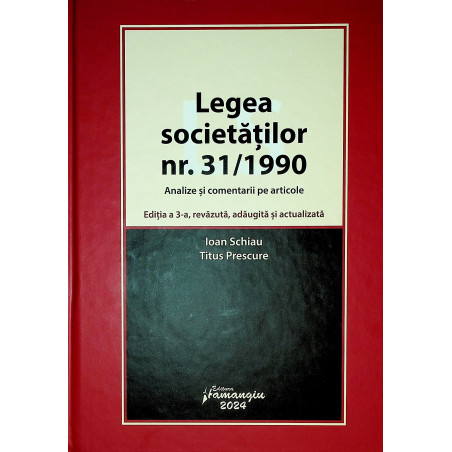 Legea
societăților
nr. 31/1990
Analize și comentarii pe articole
Ediția a 3-a, revăzută, adăugită și actualizată
Ioan Schiau
Titus Prescure
Editura
hamangiu
2024